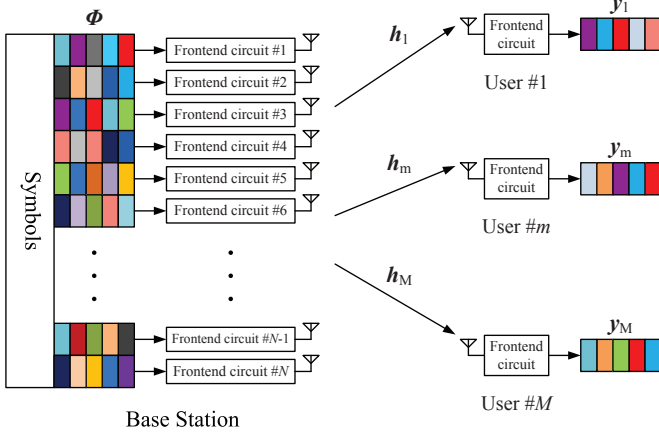 Φ
Symbols
Frontend circuit #1
Frontend circuit #2
Frontend circuit #3
Frontend circuit #4
Frontend circuit #5
Frontend circuit #6
Frontend circuit #N-1
Frontend circuit #N
Base Station
h1
hm
hM
y1
Frontend
circuit
User #1
ym
Frontend
circuit
User #m
yM
Frontend
circuit
User #M